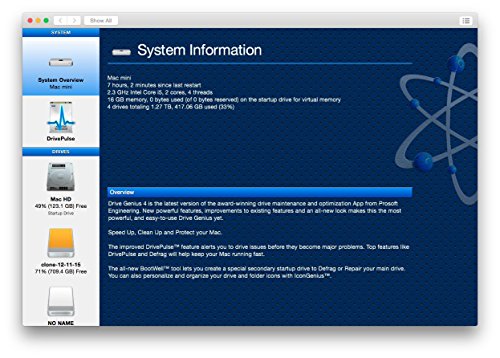 Show All
SYSTEM
System Overview
Mac mini
DrivePulse
DRIVES
Mac HD
49% (123.1 GB) Free
Startup Drive
clone-12-11-15
71% (709.4 GB) Free
NO NAME
System Information
Mac mini
7 hours, 2 minutes since last restart
2.3 GHz Intel Core i5, 2 cores, 4 threads
16 GB memory, 0 bytes used (of 0 bytes reserved) on the startup drive for virtual memory
4 drives totaling 1.27 TB, 417.06 GB used (33%)
Overview
Drive Genius 4 is the latest version of the award-winning drive maintenance and optimization App from Prosoft
Engineering. New powerful features, improvements to existing features and an all-new look makes this the most
powerful, and easy-to-use Drive Genius yet.
Speed Up, Clean Up and Protect your Mac.
The improved DrivePulse™ feature alerts you to drive issues before they become major problems. Top features like
DrivePulse and Defrag will help keep your Mac running fast.
The all-new BootWell™ tool lets you create a special secondary startup drive to Defrag or Repair your main drive.
You can also personalize and organize your drive and folder icons with IconGenius™.